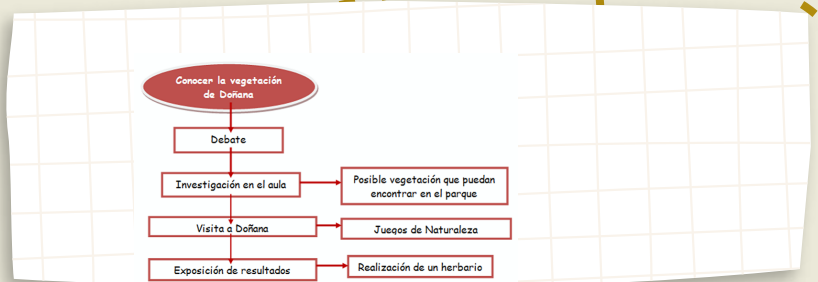 Conocer la vegetación
de Doñana
Debate
Investigación en el aula
Posible vegetación que puedan
encontrar en el parque
Visita a Doñana
Juegos de Naturaleza
Exposición de resultados
Realización de un herbario